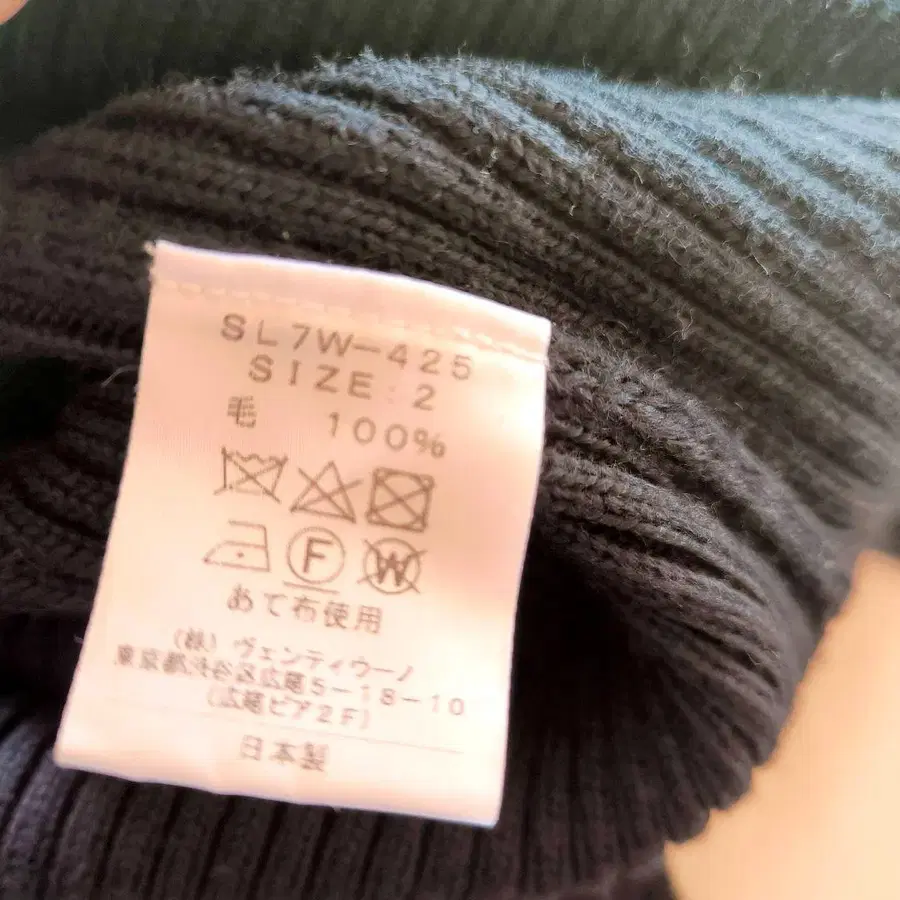 SL7W-425
SIZE:2
毛 100%
F W
あて布使用
(株) ヴェンティウーノ
東京都渋谷区広尾5-18-10
(広尾ピア2F)
日本製